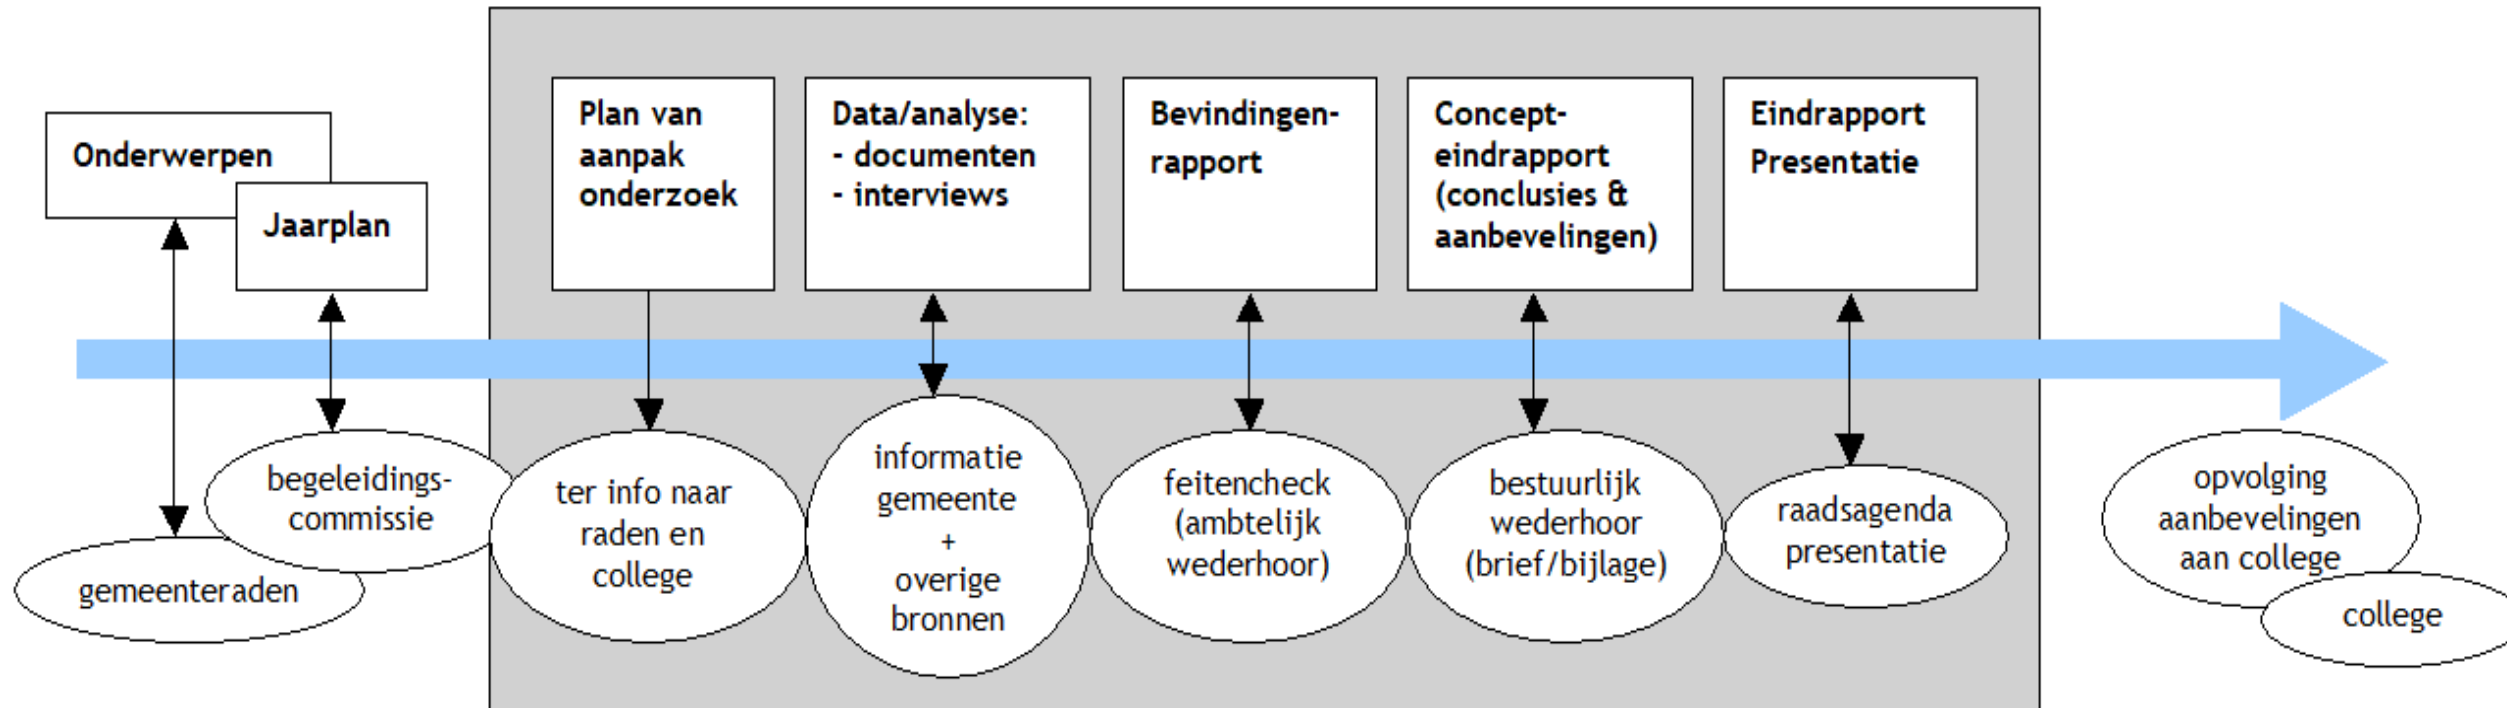 Onderwerpen
Jaarplan
Plan van
aanpak
onderzoek
Data/analyse:
- documenten
- interviews
Bevindingen-
rapport
Concept-
eindrapport
(conclusies &
aanbevelingen)
Eindrapport
Presentatie
gemeenteraden
begeleidings-
commissie
ter info naar
raden en
college
informatie
gemeente
+
overige
bronnen
feitencheck
(ambtelijk
wederhoor)
bestuurlijk
wederhoor
(brief/bijlage)
raadsagenda
presentatie
opvolging
aanbevelingen
aan college
college